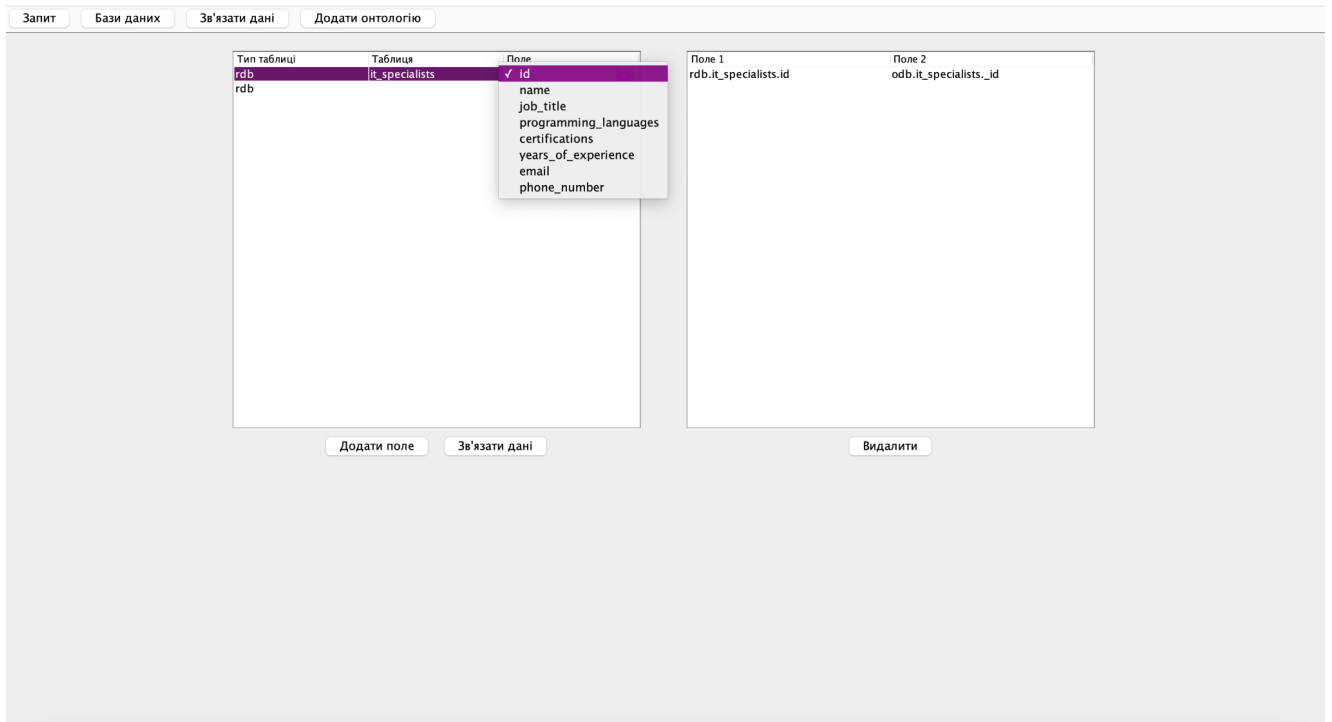 Запит Бази даних Зв'язати дані Додати онтологію
Тип таблиці Таблиця Поле
rdb it_specialists ✓ id
rdb name
job_title
programming_languages
certifications
years_of_experience
email
phone_number
Поле 1 Поле 2
rdb.it_specialists.id odb.it_specialists._id
Додати поле Зв'язати дані Видалити